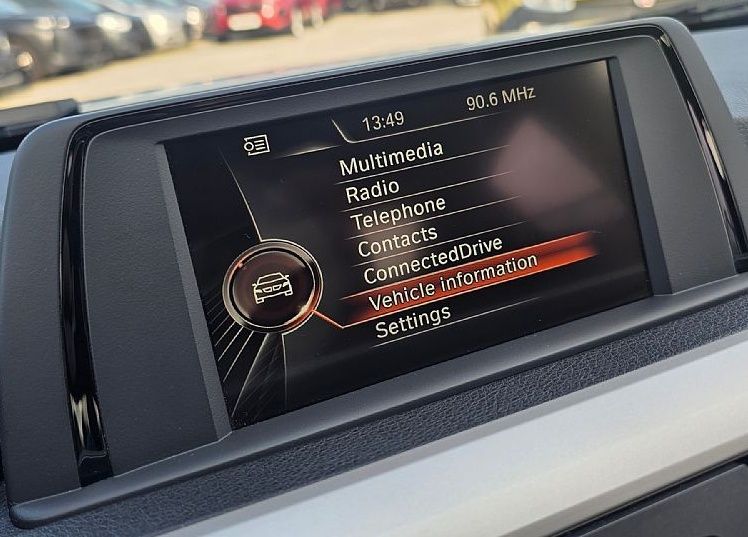 13:49
90.6 MHz
Multimedia
Radio
Telephone
Contacts
ConnectedDrive
Vehicle information
Settings